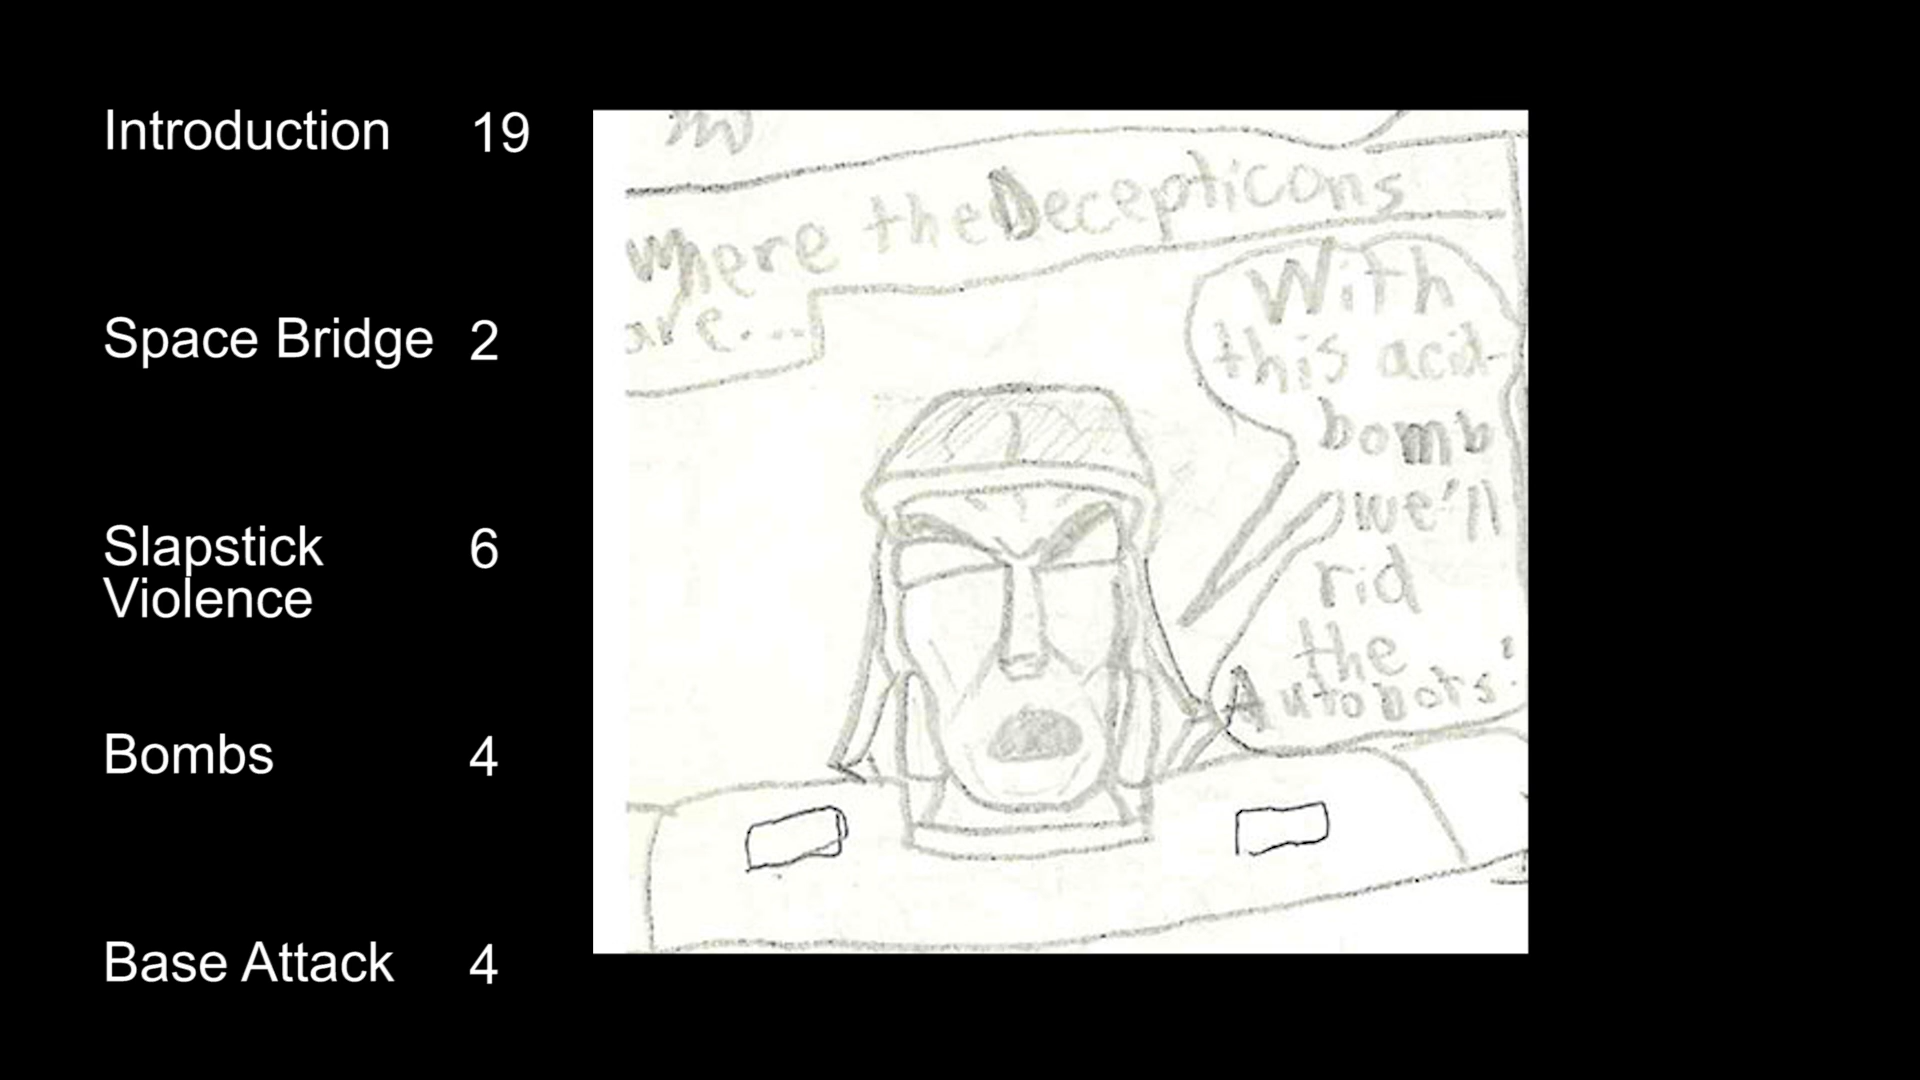 Introduction 19
Space Bridge 2
Slapstick
Violence 6
Bombs 4
Base Attack 4
where the Decepticons
are...
With
this acid
bomb
we'll
rid
the
Autobots!